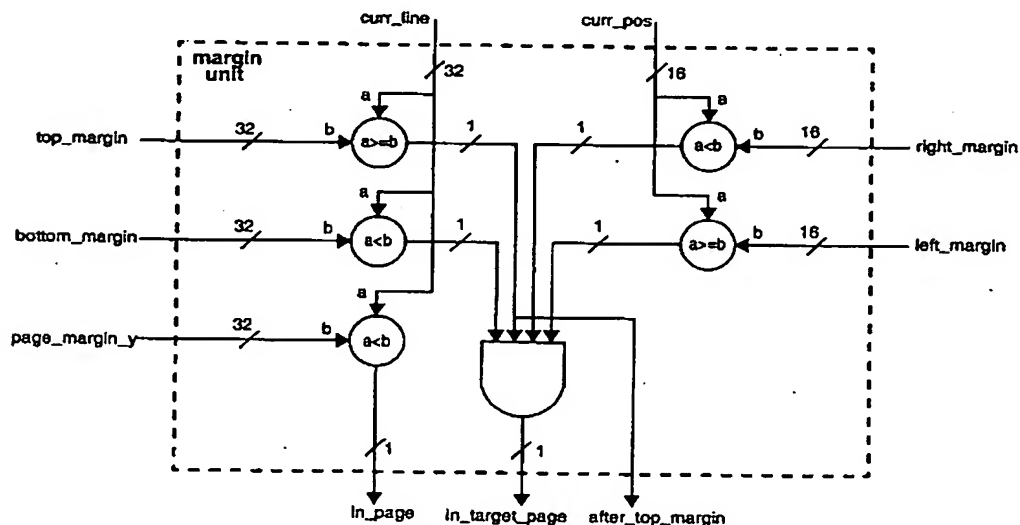 curr_line curr_pos
margin
unit
32 16
a a
top_margin 32 b a>=b 1 1 a<b b 16 right_margin
a a
bottom_margin 32 b a<b 1 1 a>=b b 16 left_margin
a
page_margin_y 32 b a<b
1 1
in_page in_target_page after_top_margin